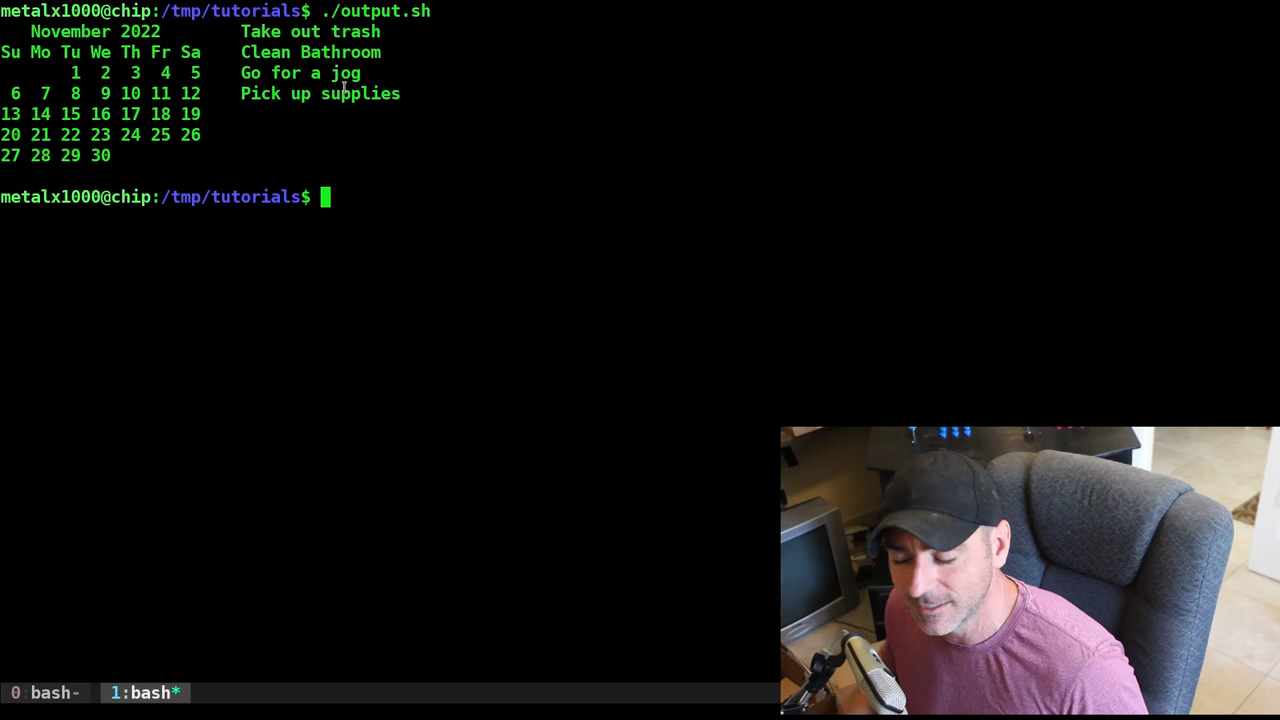 metalx1000@chip:/tmp/tutorials$ ./output.sh
   November 2022        Take out trash
Su Mo Tu We Th Fr Sa    Clean Bathroom
       1  2  3  4  5    Go for a jog
 6  7  8  9 10 11 12    Pick up supplies
13 14 15 16 17 18 19
20 21 22 23 24 25 26
27 28 29 30
metalx1000@chip:/tmp/tutorials$
0:bash-  1:bash*